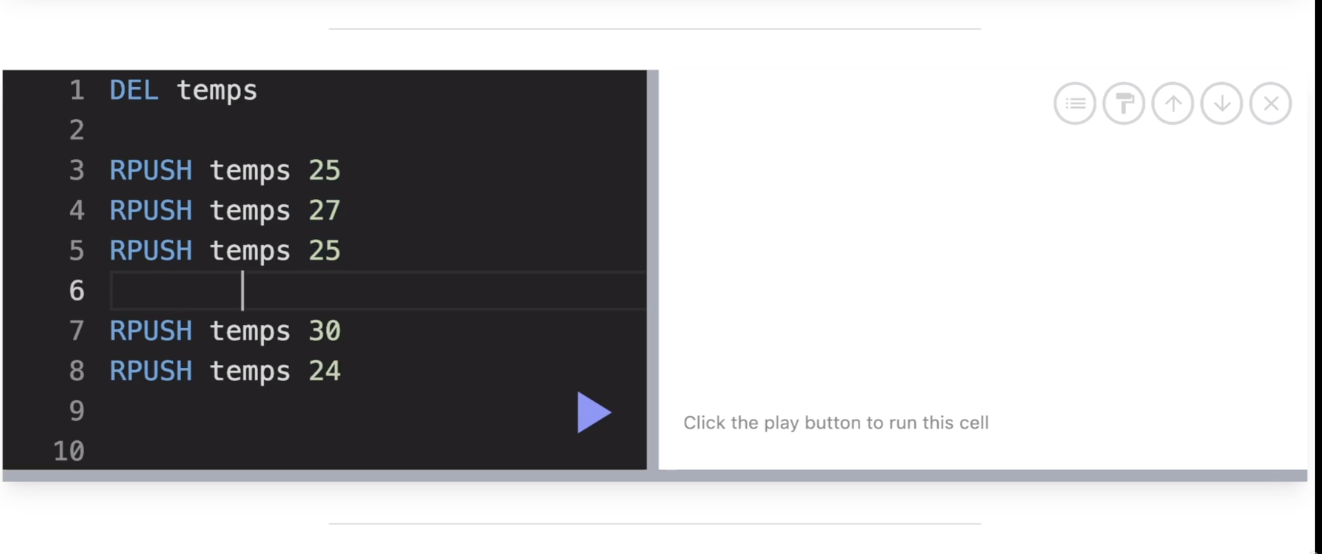 1 DEL temps
2
3 RPUSH temps 25
4 RPUSH temps 27
5 RPUSH temps 25
6
7 RPUSH temps 30
8 RPUSH temps 24
9
10
Click the play button to run this cell